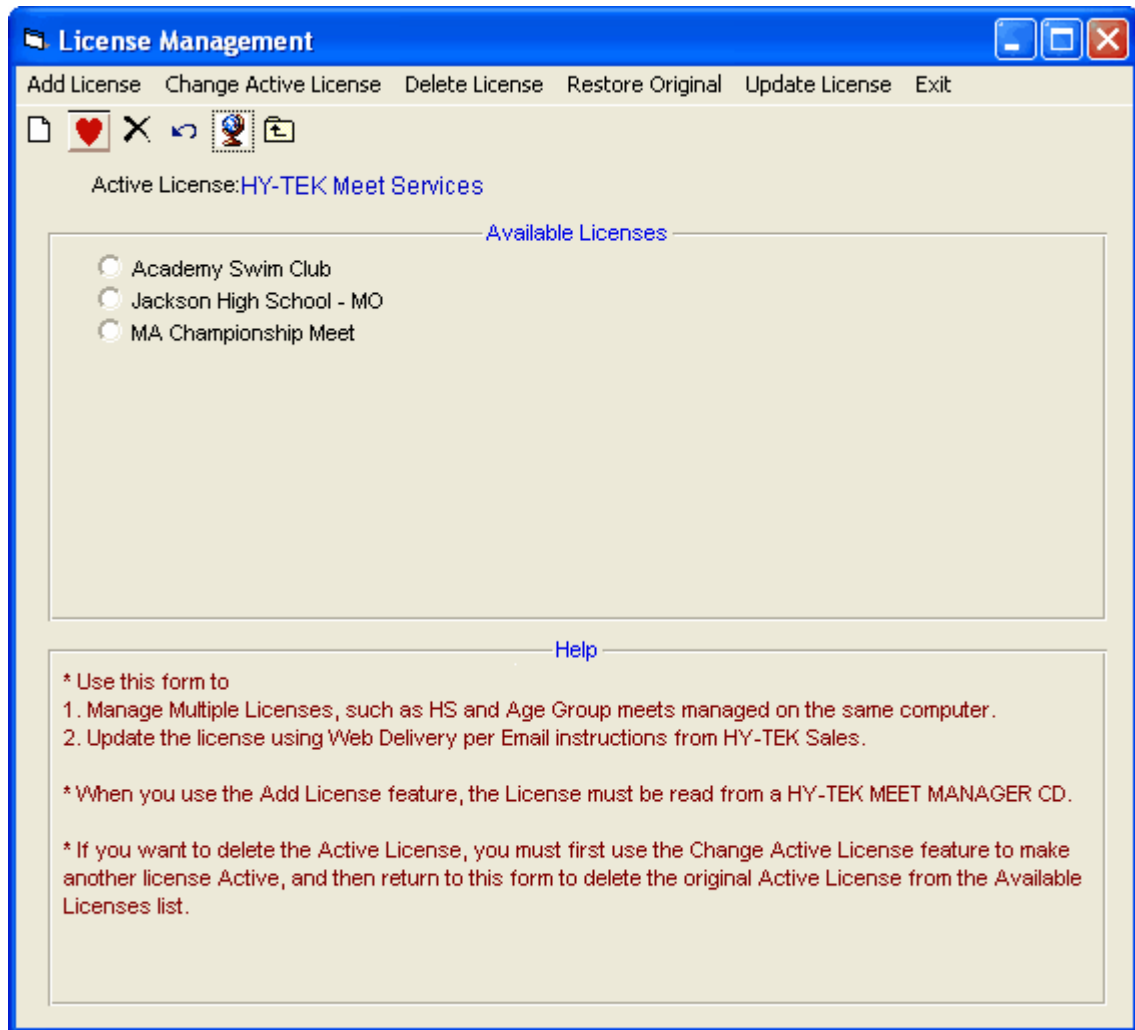 License Management
Add License Change Active License Delete License Restore Original Update License Exit
Active License:HY-TEK Meet Services
Available Licenses
Academy Swim Club
Jackson High School - MO
MA Championship Meet
Help
* Use this form to
1. Manage Multiple Licenses, such as HS and Age Group meets managed on the same computer.
2. Update the license using Web Delivery per Email instructions from HY-TEK Sales.
* When you use the Add License feature, the License must be read from a HY-TEK MEET MANAGER CD.
* If you want to delete the Active License, you must first use the Change Active License feature to make
another license Active, and then return to this form to delete the original Active License from the Available
Licenses list.